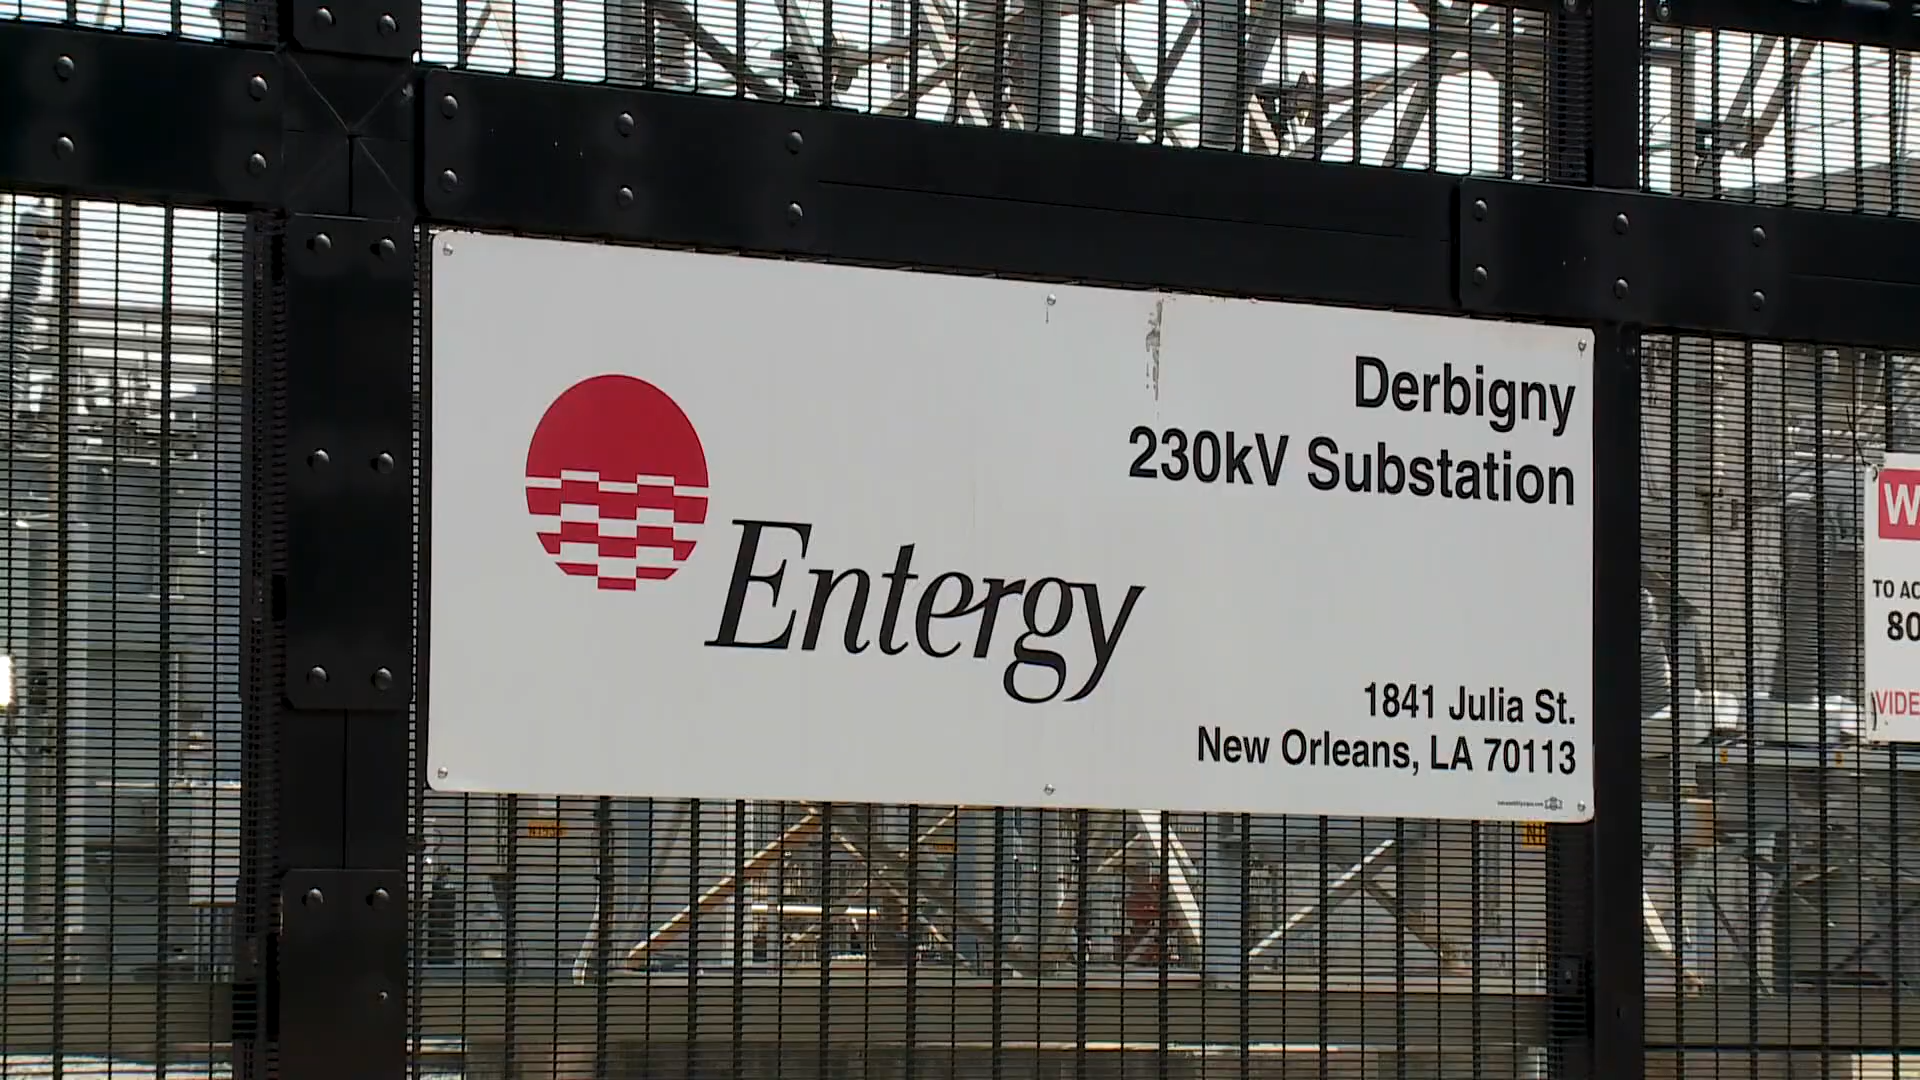 Derbigny
230kV Substation
Entergy
1841 Julia St.
New Orleans, LA 70113
W
TO AC
80
VIDE